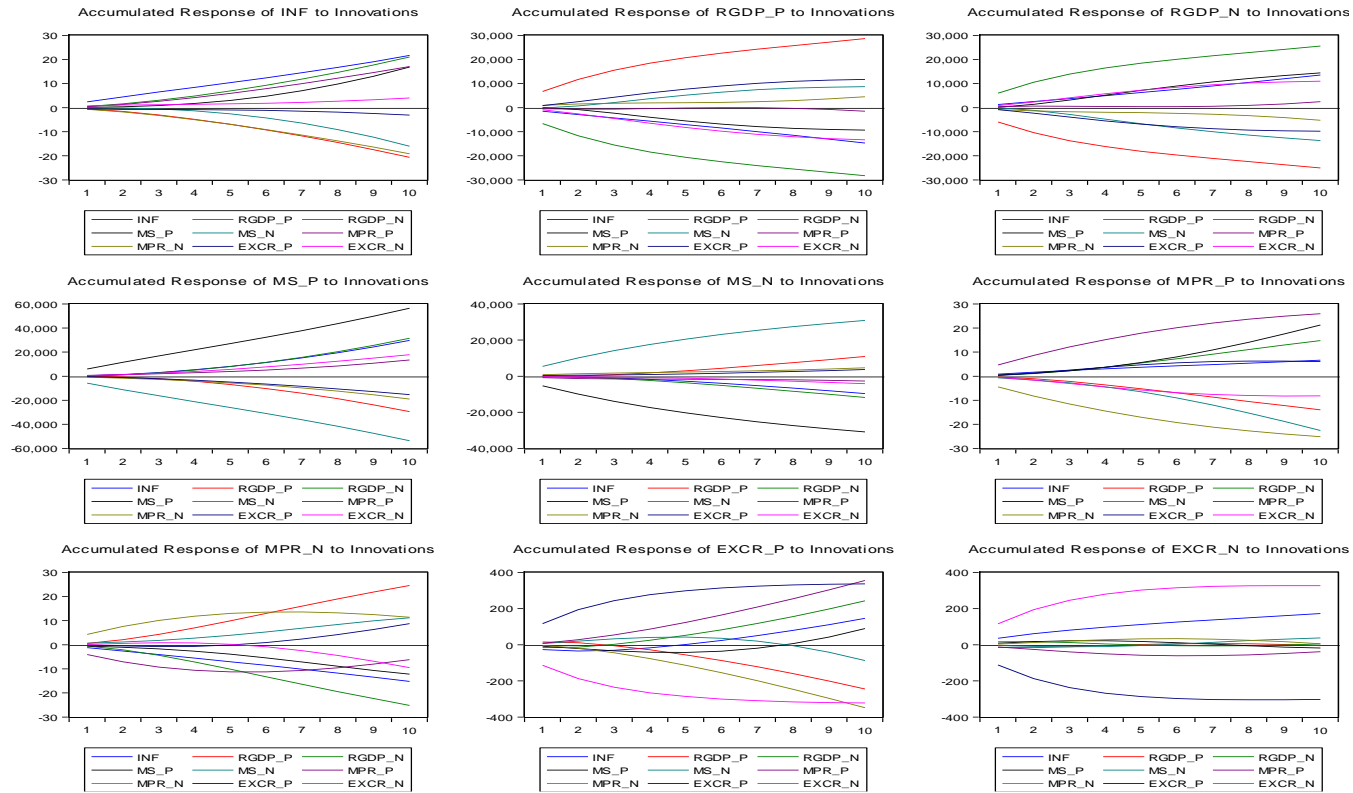 Accumulated Response of INF to Innovations
30
20
10
0
-10
-20
-30
1 2 3 4 5 6 7 8 9 10
INF RGDP_P RGDP_N
MS_P MS_N MPR_P
MPR_N EXCR_P EXCR_N
Accumulated Response of RGDP_P to Innovations
30,000
20,000
10,000
0
-10,000
-20,000
-30,000
1 2 3 4 5 6 7 8 9 10
INF RGDP_P RGDP_N
MS_P MS_N MPR_P
MPR_N EXCR_P EXCR_N
Accumulated Response of RGDP_N to Innovations
30,000
20,000
10,000
0
-10,000
-20,000
-30,000
1 2 3 4 5 6 7 8 9 10
INF RGDP_P RGDP_N
MS_P MS_N MPR_P
MPR_N EXCR_P EXCR_N
Accumulated Response of MS_P to Innovations
60,000
40,000
20,000
0
-20,000
-40,000
-60,000
1 2 3 4 5 6 7 8 9 10
INF RGDP_P RGDP_N
MS_P MS_N MPR_P
MPR_N EXCR_P EXCR_N
Accumulated Response of MS_N to Innovations
40,000
20,000
0
-20,000
-40,000
1 2 3 4 5 6 7 8 9 10
INF RGDP_P RGDP_N
MS_P MS_N MPR_P
MPR_N EXCR_P EXCR_N
Accumulated Response of MPR_P to Innovations
30
20
10
0
-10
-20
-30
1 2 3 4 5 6 7 8 9 10
INF RGDP_P RGDP_N
MS_P MS_N MPR_P
MPR_N EXCR_P EXCR_N
Accumulated Response of MPR_N to Innovations
30
20
10
0
-10
-20
-30
1 2 3 4 5 6 7 8 9 10
INF RGDP_P RGDP_N
MS_P MS_N MPR_P
MPR_N EXCR_P EXCR_N
Accumulated Response of EXCR_P to Innovations
400
200
0
-200
-400
1 2 3 4 5 6 7 8 9 10
INF RGDP_P RGDP_N
MS_P MS_N MPR_P
MPR_N EXCR_P EXCR_N
Accumulated Response of EXCR_N to Innovations
400
200
0
-200
-400
1 2 3 4 5 6 7 8 9 10
INF RGDP_P RGDP_N
MS_P MS_N MPR_P
MPR_N EXCR_P EXCR_N